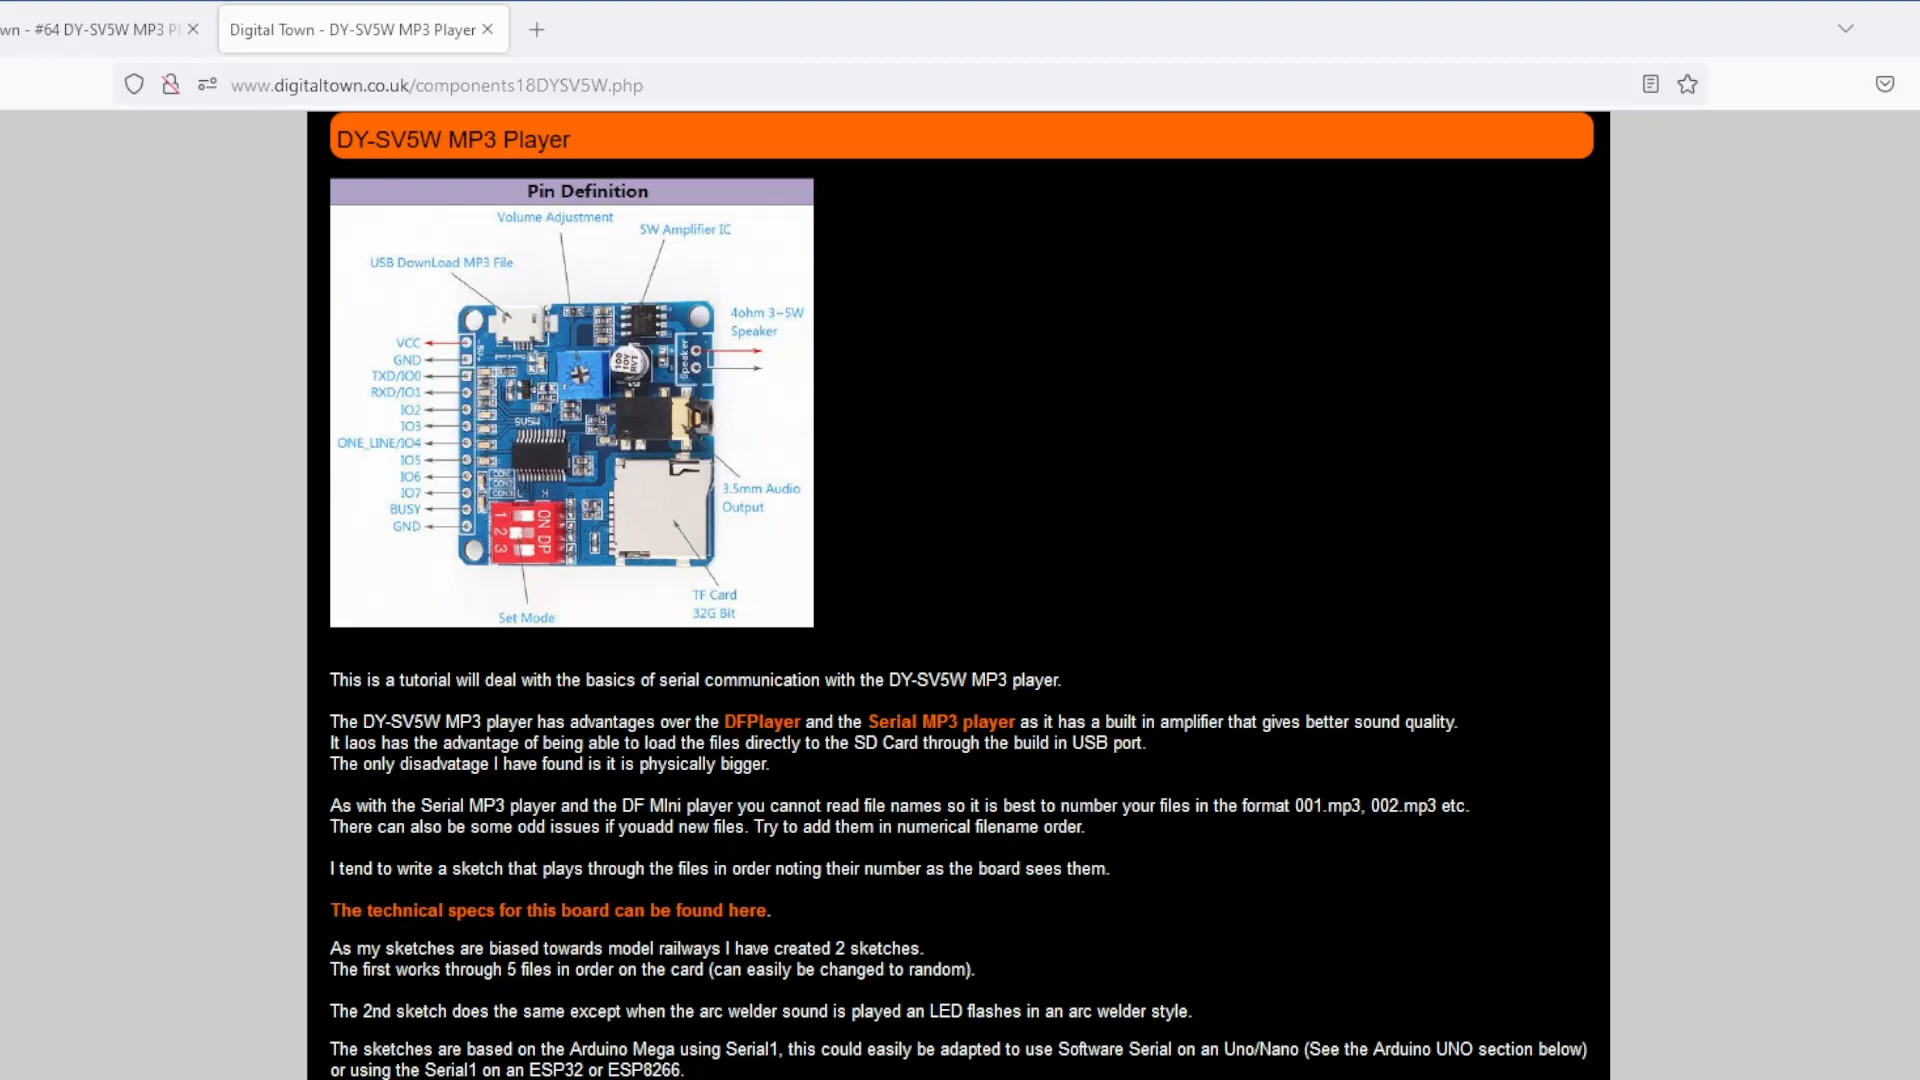 wn - #64 DY-SV5W MP3 Pl
Digital Town - DY-SV5W MP3 Player
www.digitaltown.co.uk/components18DYSV5W.php
DY-SV5W MP3 Player
Pin Definition
Volume Adjustment
5W Amplifier IC
USB DownLoad MP3 File
4ohm 3~5W
Speaker
VCC
GND
TXD/IO0
RXD/IO1
IO2
IO3
ONE_LINE/IO4
IO5
IO6
IO7
BUSY
GND
Speaker
100
10V
RVT
CON1
CON2
CON3
ON DP
1
2
3
3.5mm Audio
Output
TF Card
32G Bit
Set Mode
This is a tutorial will deal with the basics of serial communication with the DY-SV5W MP3 player.
The DY-SV5W MP3 player has advantages over the DFPlayer and the Serial MP3 player as it has a built in amplifier that gives better sound quality.
It laos has the advantage of being able to load the files directly to the SD Card through the build in USB port.
The only disadvatage I have found is it is physically bigger.
As with the Serial MP3 player and the DF MIni player you cannot read file names so it is best to number your files in the format 001.mp3, 002.mp3 etc.
There can also be some odd issues if youadd new files. Try to add them in numerical filename order.
I tend to write a sketch that plays through the files in order noting their number as the board sees them.
The technical specs for this board can be found here.
As my sketches are biased towards model railways I have created 2 sketches.
The first works through 5 files in order on the card (can easily be changed to random).
The 2nd sketch does the same except when the arc welder sound is played an LED flashes in an arc welder style.
The sketches are based on the Arduino Mega using Serial1, this could easily be adapted to use Software Serial on an Uno/Nano (See the Arduino UNO section below)
or using the Serial1 on an ESP32 or ESP8266.